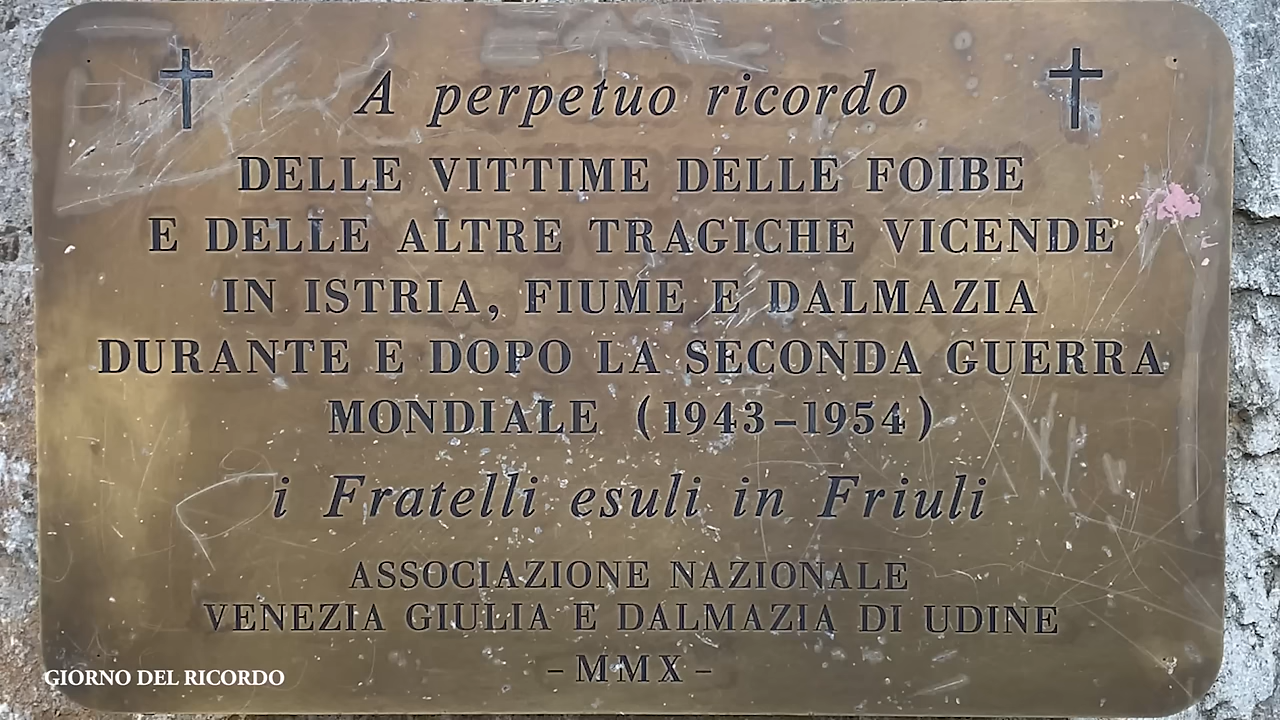 A perpetuo ricordo
DELLE VITTIME DELLE FOIBE
E DELLE ALTRE TRAGICHE VICENDE
IN ISTRIA, FIUME E DALMAZIA
DURANTE E DOPO LA SECONDA GUERRA
MONDIALE (1943-1954)
i Fratelli esuli in Friuli
ASSOCIAZIONE NAZIONALE
VENEZIA GIULIA E DALMAZIA DI UDINE
-MMX-
GIORNO DEL RICORDO